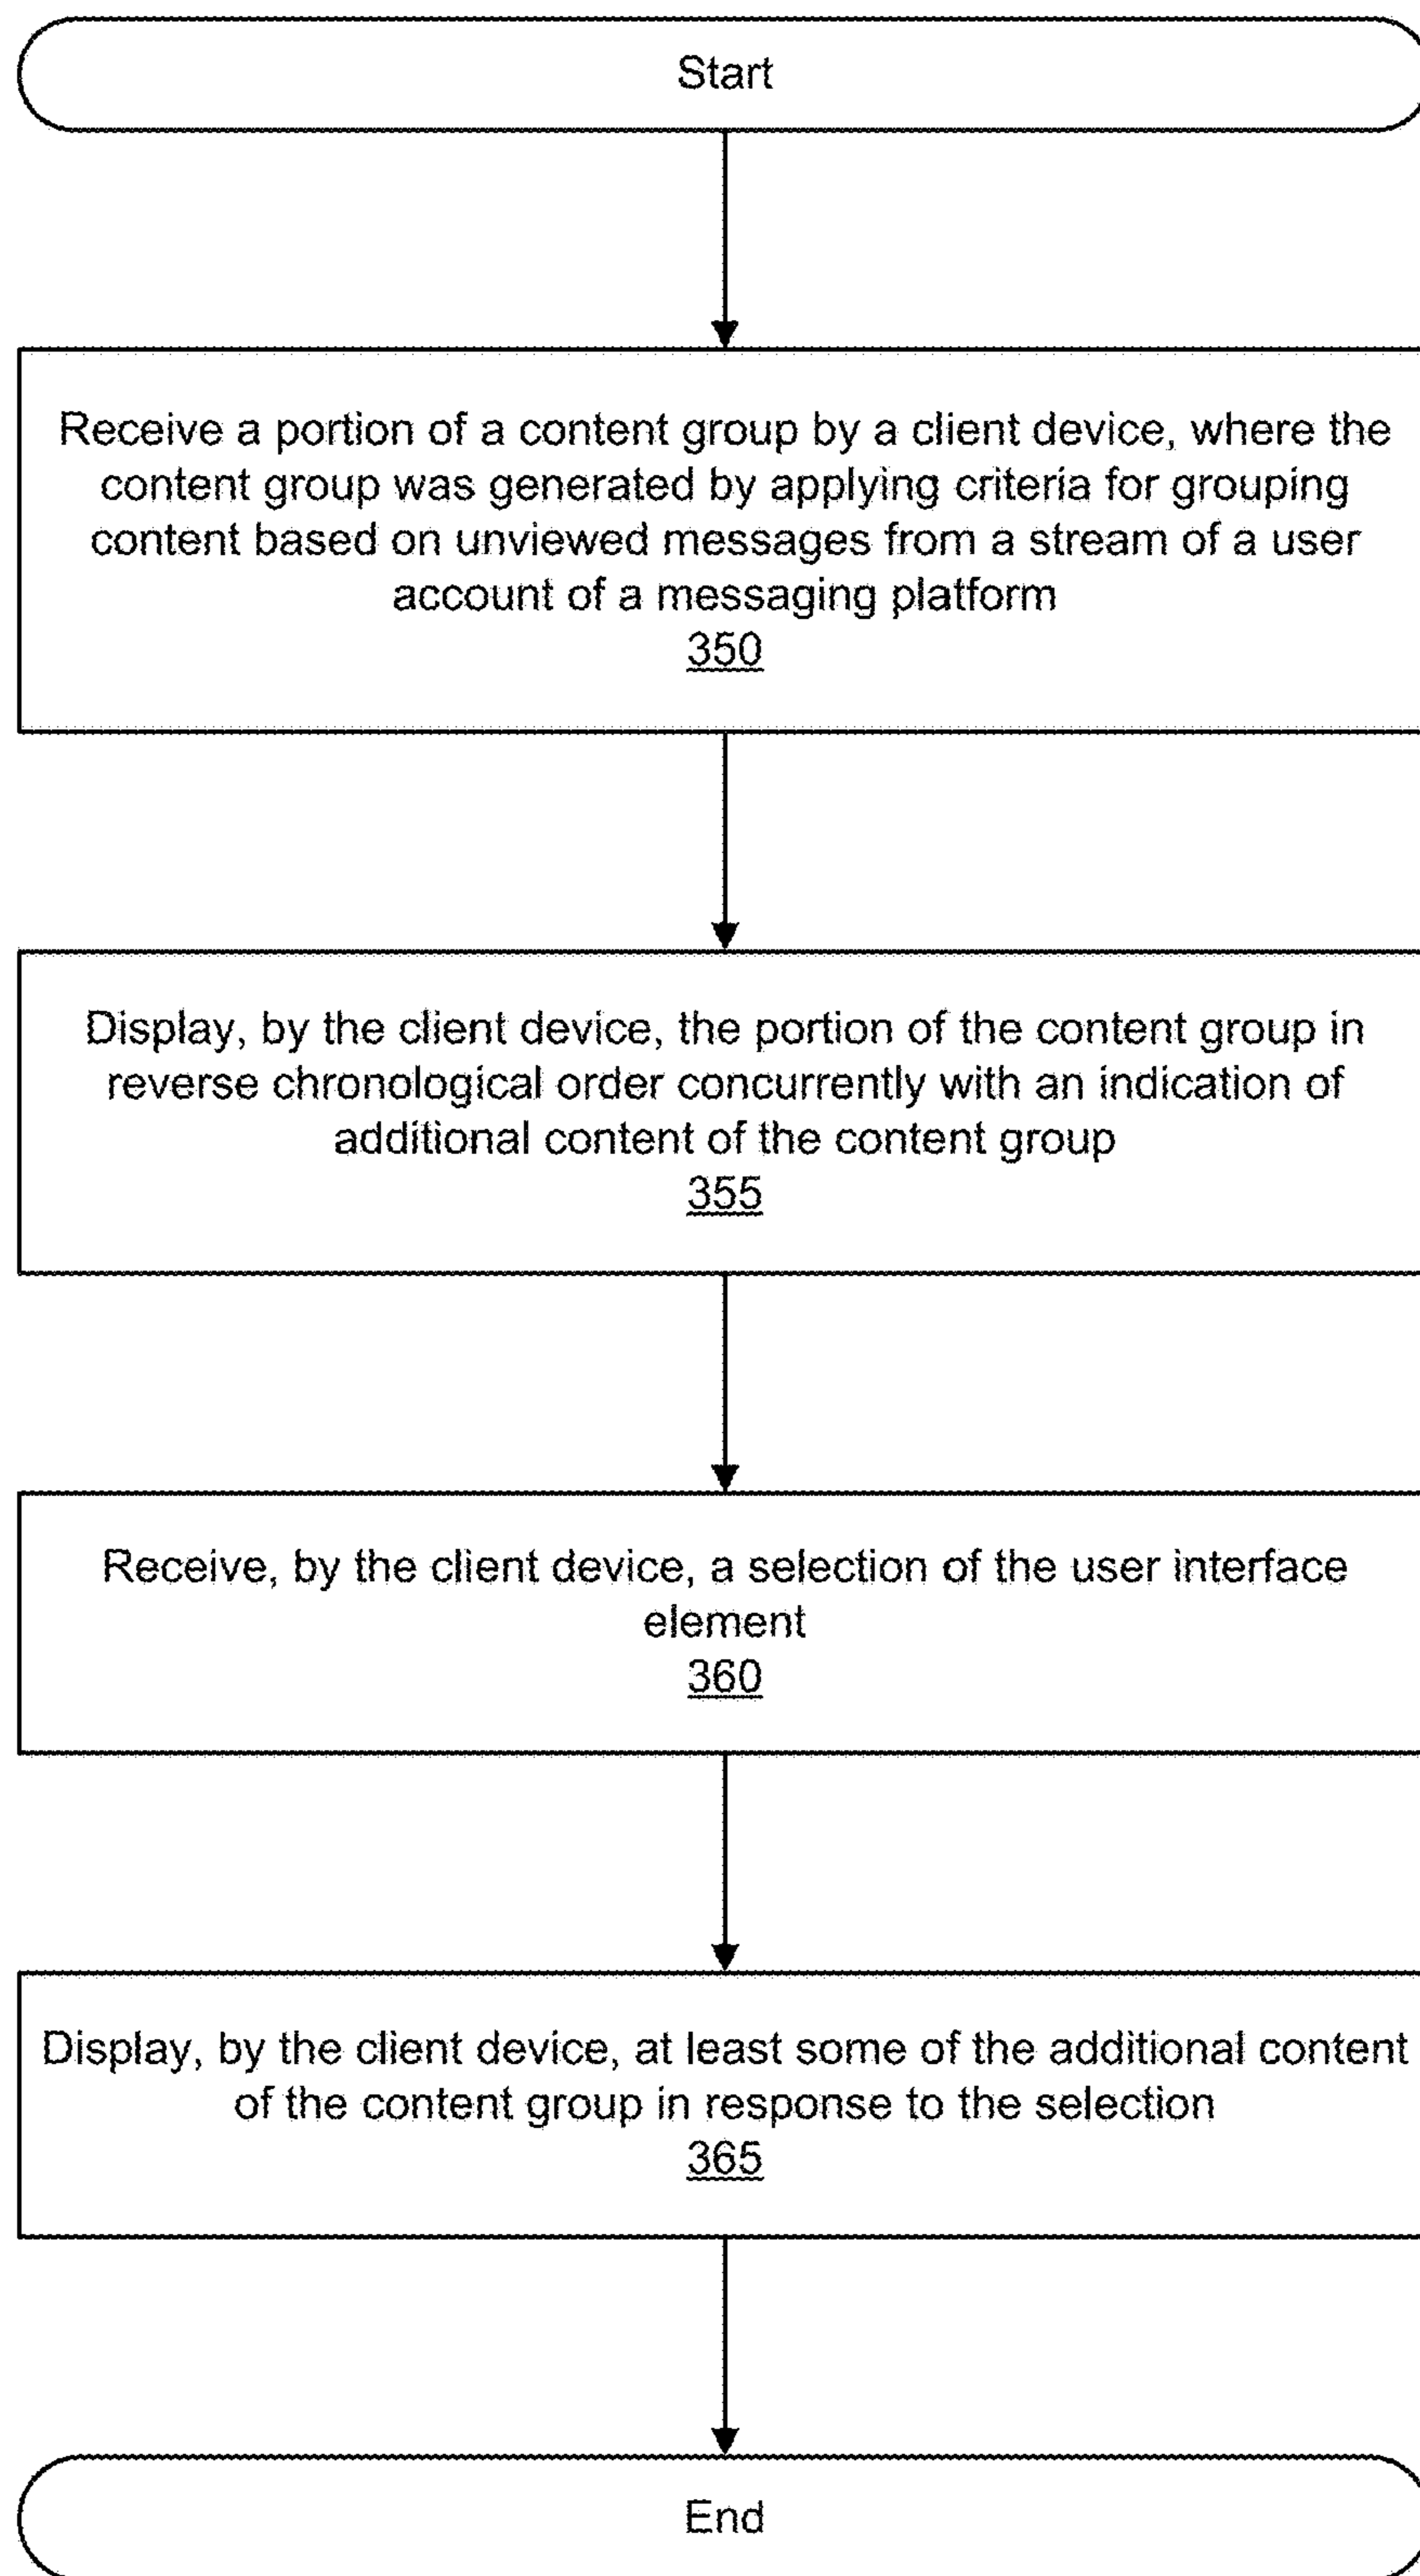 Start
Receive a portion of a content group by a client device, where the
content group was generated by applying criteria for grouping
content based on unviewed messages from a stream of a user
account of a messaging platform
350
Display, by the client device, the portion of the content group in
reverse chronological order concurrently with an indication of
additional content of the content group
355
Receive, by the client device, a selection of the user interface
element
360
Display, by the client device, at least some of the additional content
of the content group in response to the selection
365
End